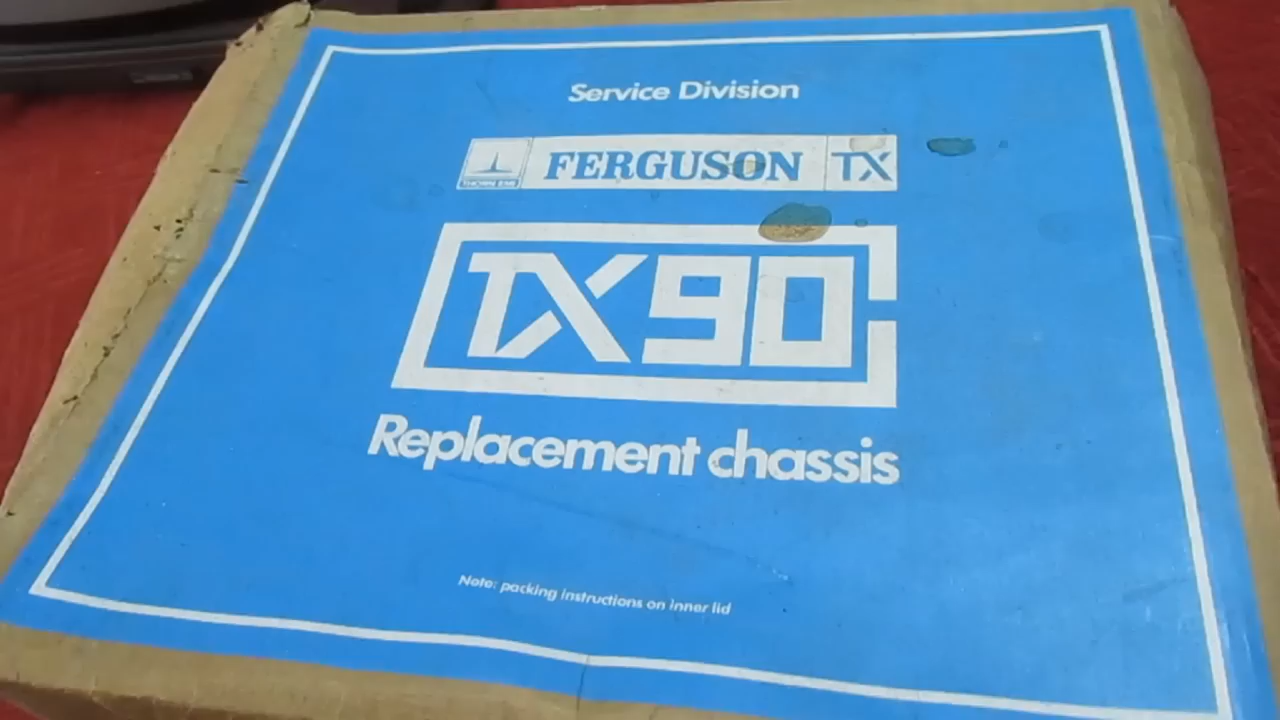 Service Division
THORN EMI FERGUSON TX
TX90
Replacement chassis
Note: packing instructions on inner lid